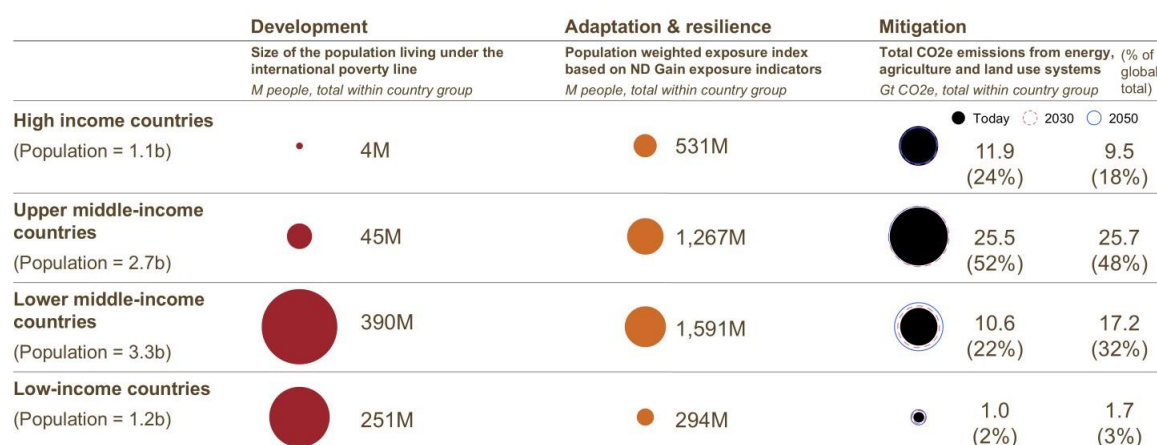 Development
Adaptation & resilience
Mitigation
Size of the population living under the
international poverty line
M people, total within country group
Population weighted exposure index
based on ND Gain exposure indicators
M people, total within country group
Total CO2e emissions from energy,
agriculture and land use systems
Gt CO2e, total within country group
(% of
global
total)
Today
2030
2050
High income countries
(Population = 1.1b)
4M
531M
11.9
(24%)
9.5
(18%)
Upper middle-income
countries
(Population = 2.7b)
45M
1,267M
25.5
(52%)
25.7
(48%)
Lower middle-income
countries
(Population = 3.3b)
390M
1,591M
10.6
(22%)
17.2
(32%)
Low-income countries
(Population = 1.2b)
251M
294M
1.0
(2%)
1.7
(3%)